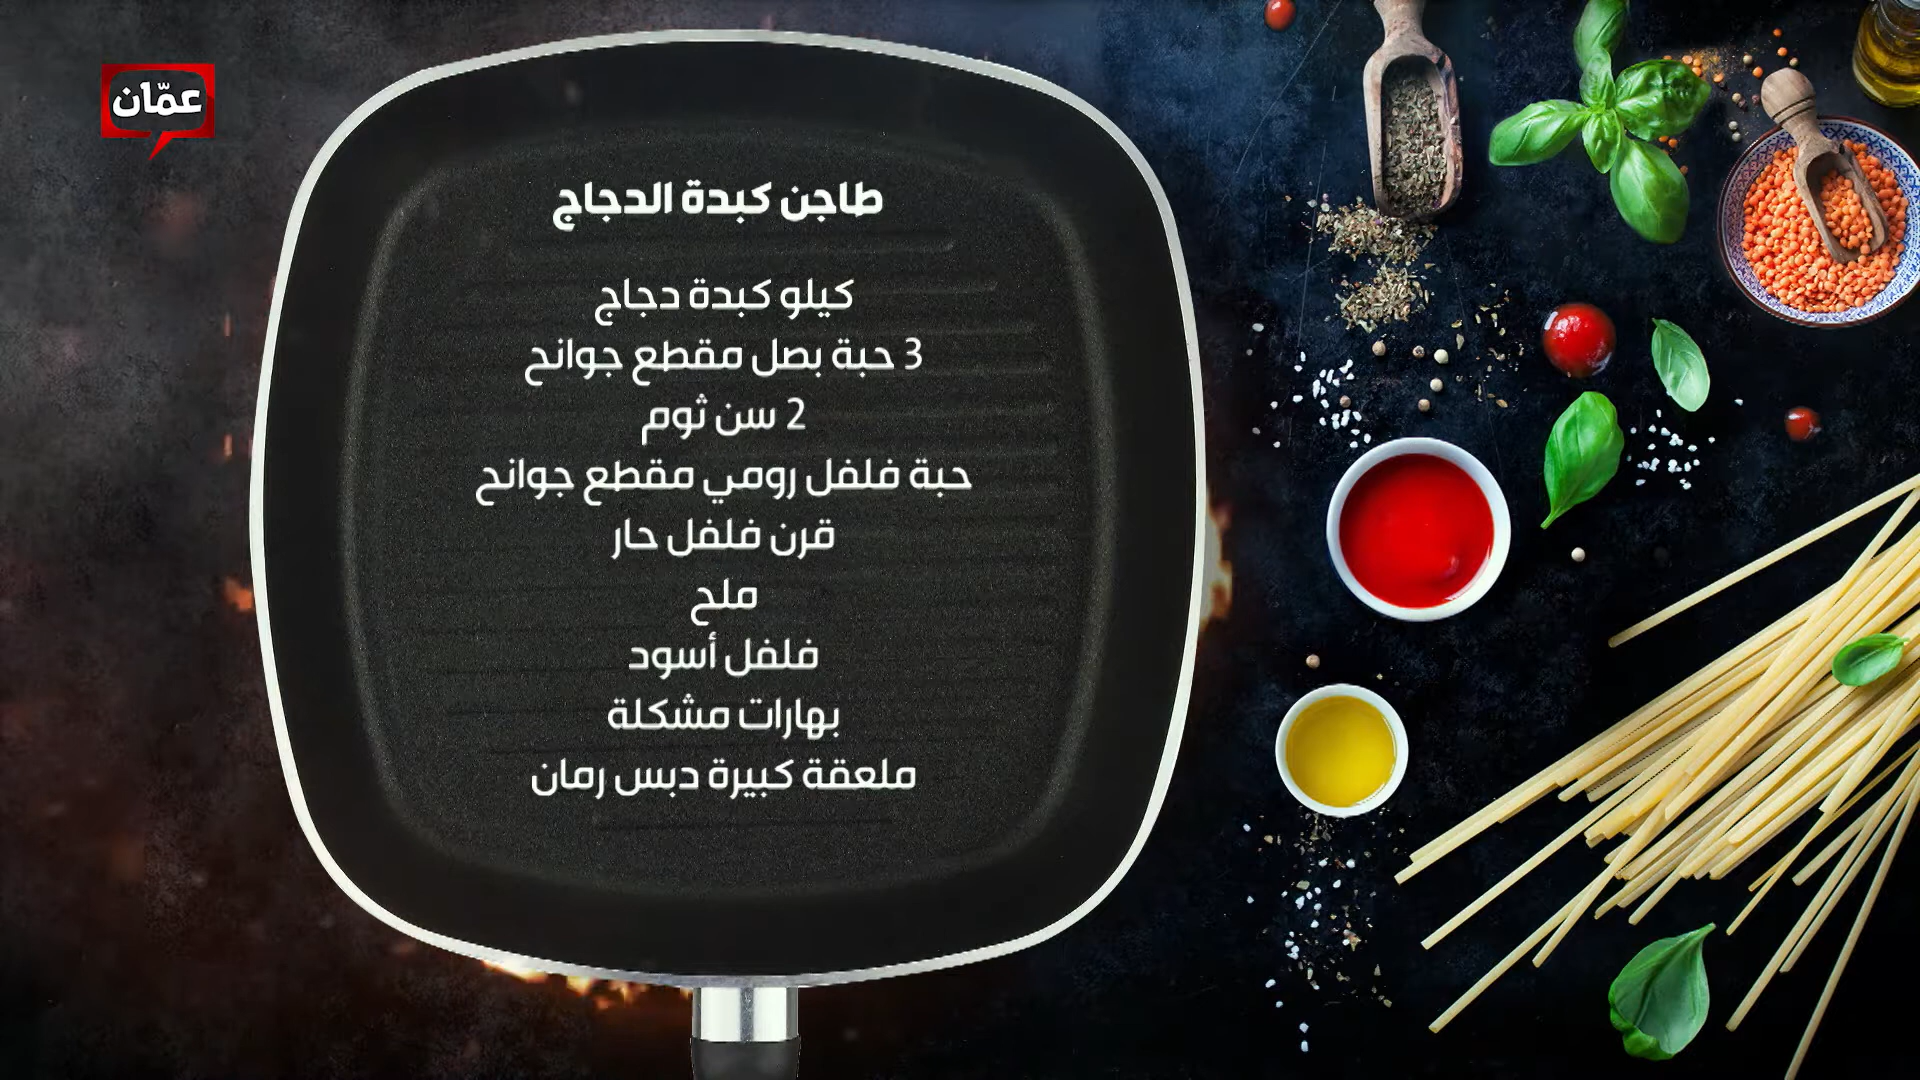 عمّان
طاجن كبدة الدجاج
كيلو كبدة دجاج
3 حبة بصل مقطع جوانح
2 سن ثوم
حبة فلفل رومي مقطع جوانح
قرن فلفل حار
ملح
فلفل أسود
بهارات مشكلة
ملعقة كبيرة دبس رمان